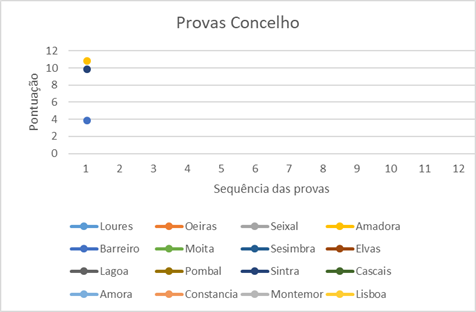 Provas Concelho
12
10
8
6
4
2
0
Pontuação
1 2 3 4 5 6 7 8 9 10 11 12
Sequência das provas
Loures Oeiras Seixal Amadora
Barreiro Moita Sesimbra Elvas
Lagoa Pombal Sintra Cascais
Amora Constancia Montemor Lisboa